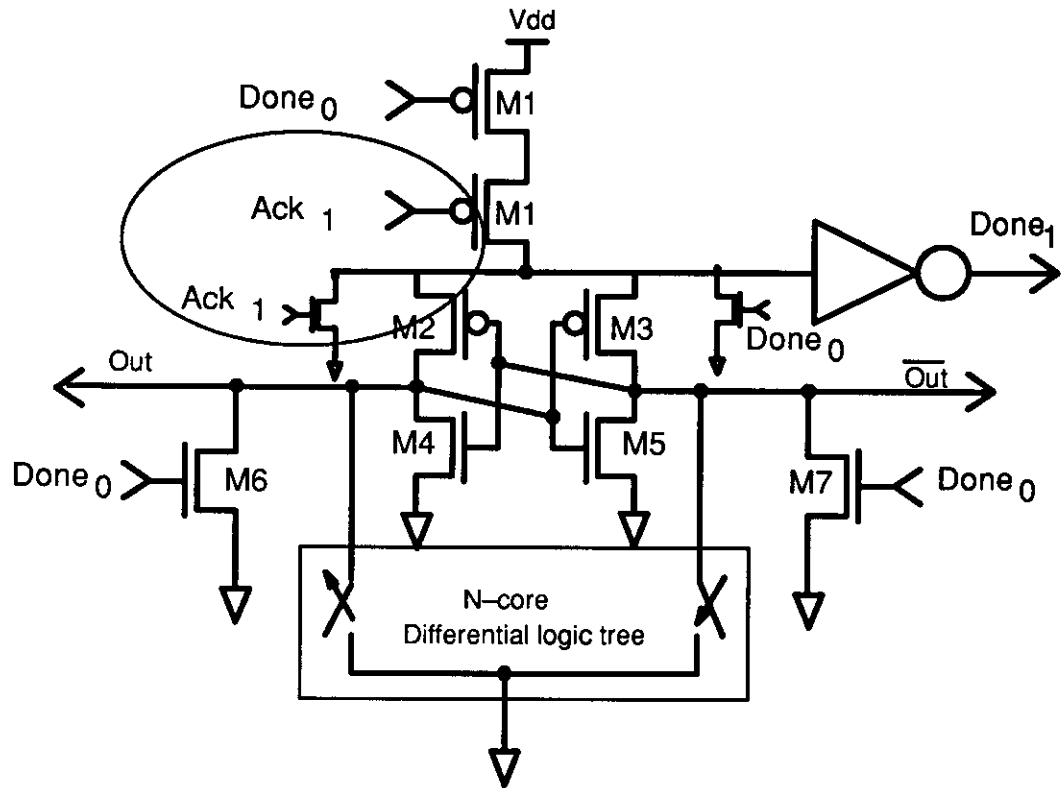 Vdd
Done0
M1
Ack 1
M1
Done1
Ack 1
M2
M3
Done0
Out
Out
M4
M5
Done0
M6
M7
Done0
N–core
Differential logic tree